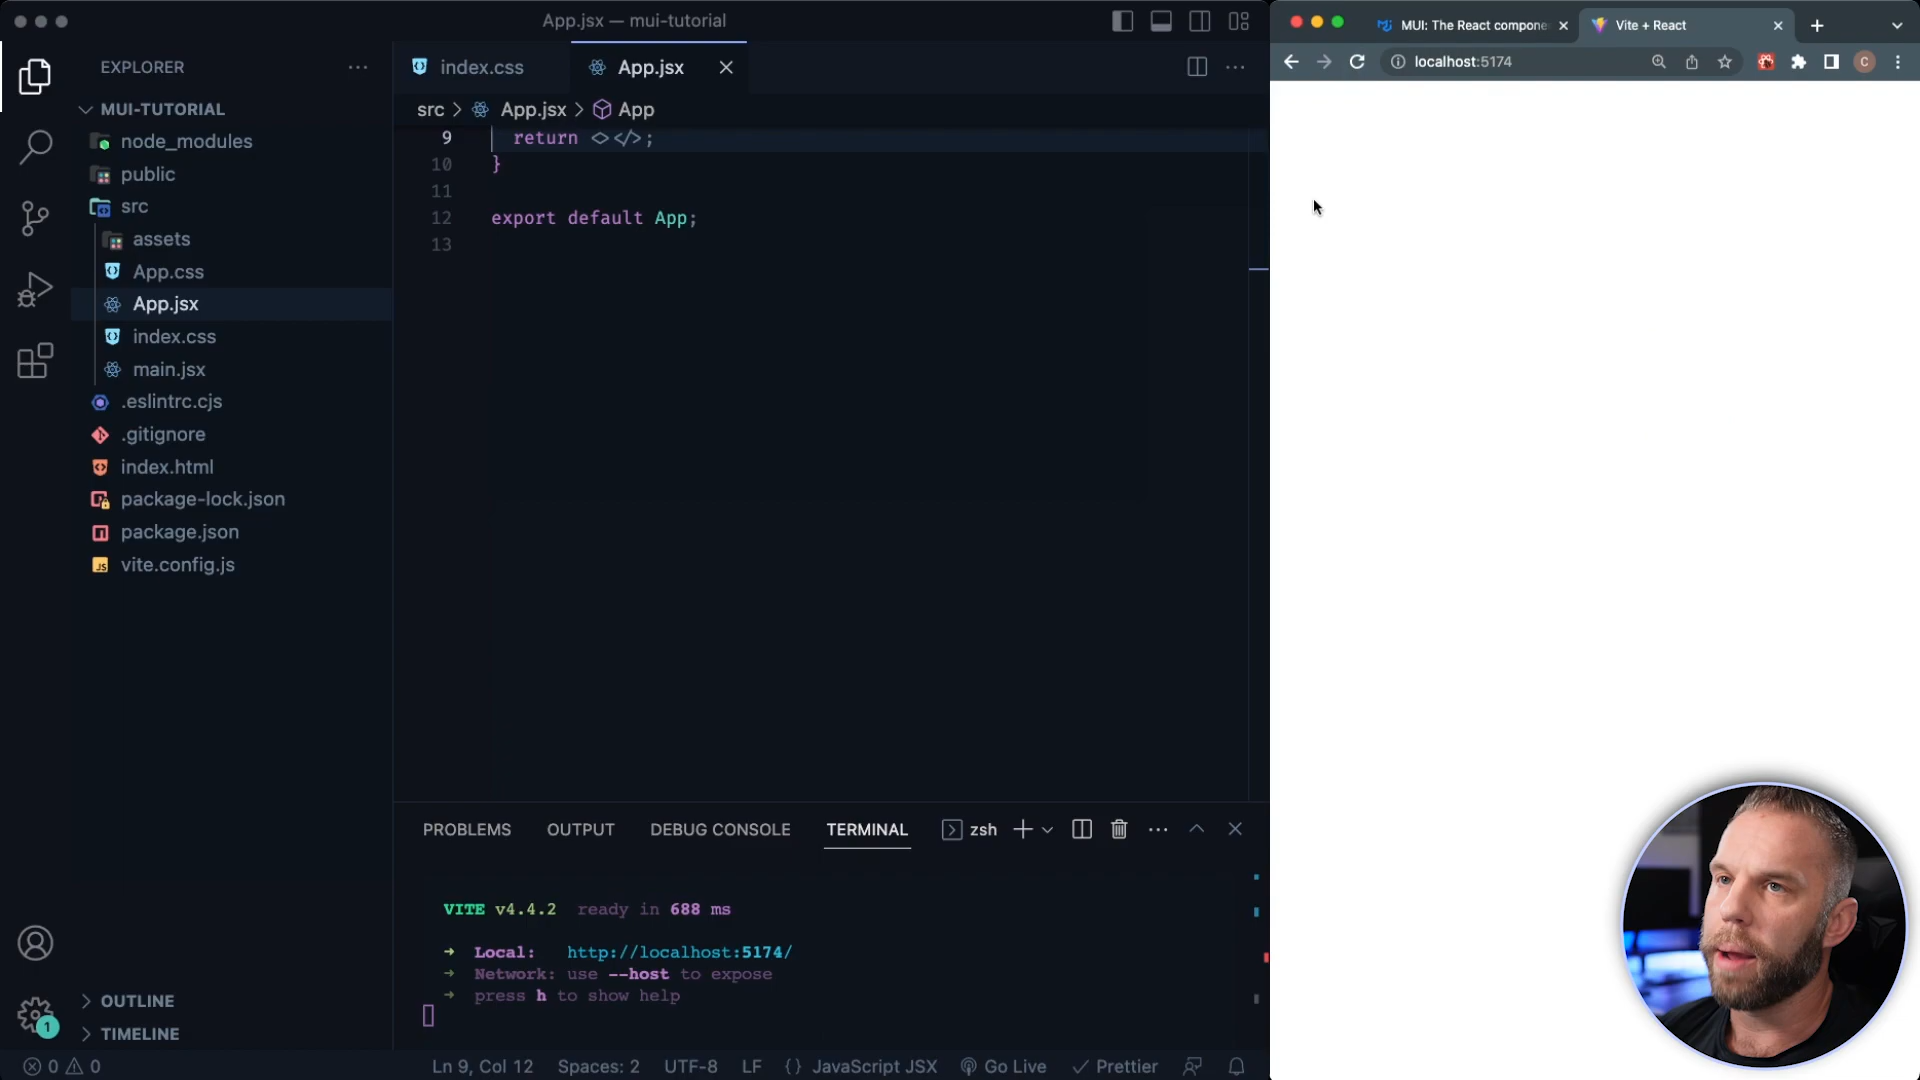 App.jsx — mui-tutorial
EXPLORER
MUI-TUTORIAL
node_modules
public
src
assets
App.css
App.jsx
index.css
main.jsx
.eslintrc.cjs
.gitignore
index.html
package-lock.json
package.json
vite.config.js
OUTLINE
TIMELINE
1
index.css
App.jsx
src > App.jsx > App
9 return <></>;
10 }
11
12 export default App;
13
PROBLEMS OUTPUT DEBUG CONSOLE TERMINAL zsh
VITE v4.4.2 ready in 688 ms
➜ Local: http://localhost:5174/
➜ Network: use --host to expose
➜ press h to show help
0 0 Ln 9, Col 12 Spaces: 2 UTF-8 LF {} JavaScript JSX Go Live Prettier
MUI: The React compone
Vite + React
localhost:5174
C